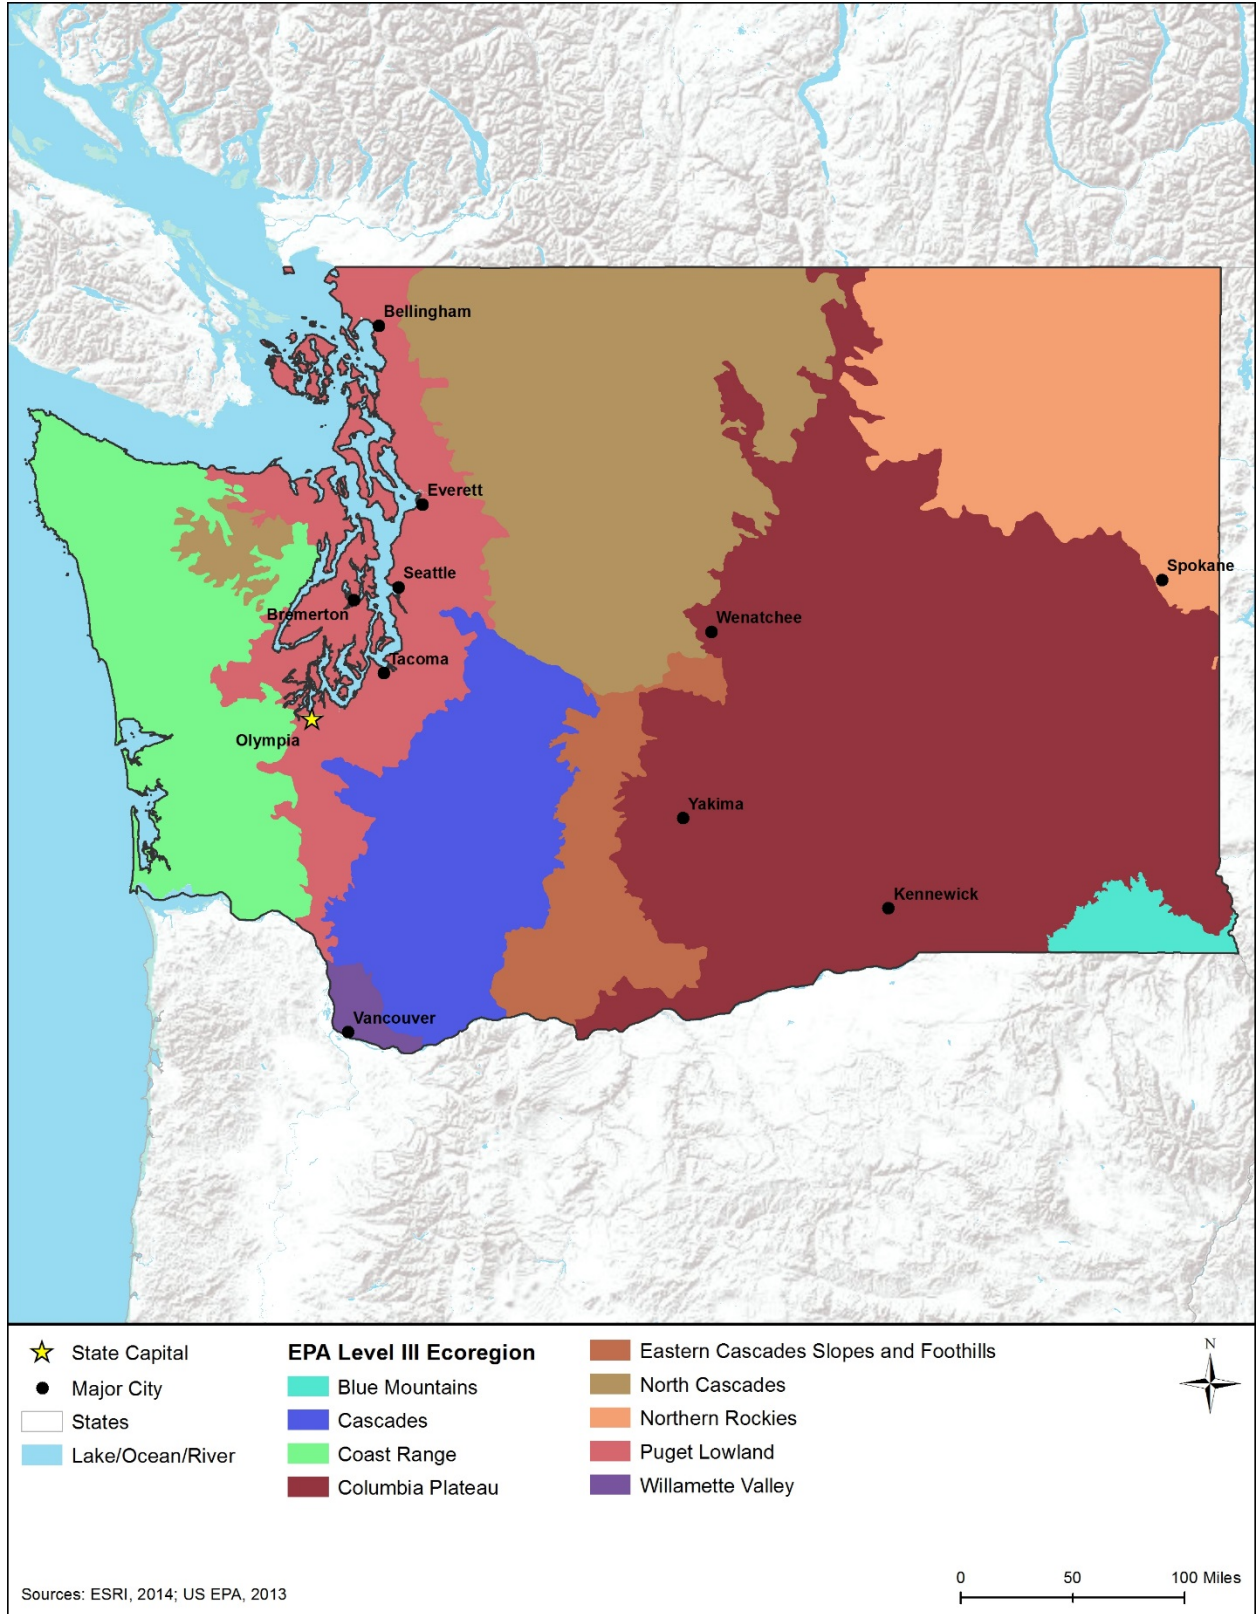 Bellingham
Everett
Seattle
Bremerton
Tacoma
Olympia
Wenatchee
Spokane
Yakima
Kennewick
Vancouver
State Capital
Major City
States
Lake/Ocean/River
EPA Level III Ecoregion
Blue Mountains
Cascades
Coast Range
Columbia Plateau
Eastern Cascades Slopes and Foothills
North Cascades
Northern Rockies
Puget Lowland
Willamette Valley
N
0 50 100 Miles
Sources: ESRI, 2014; US EPA, 2013